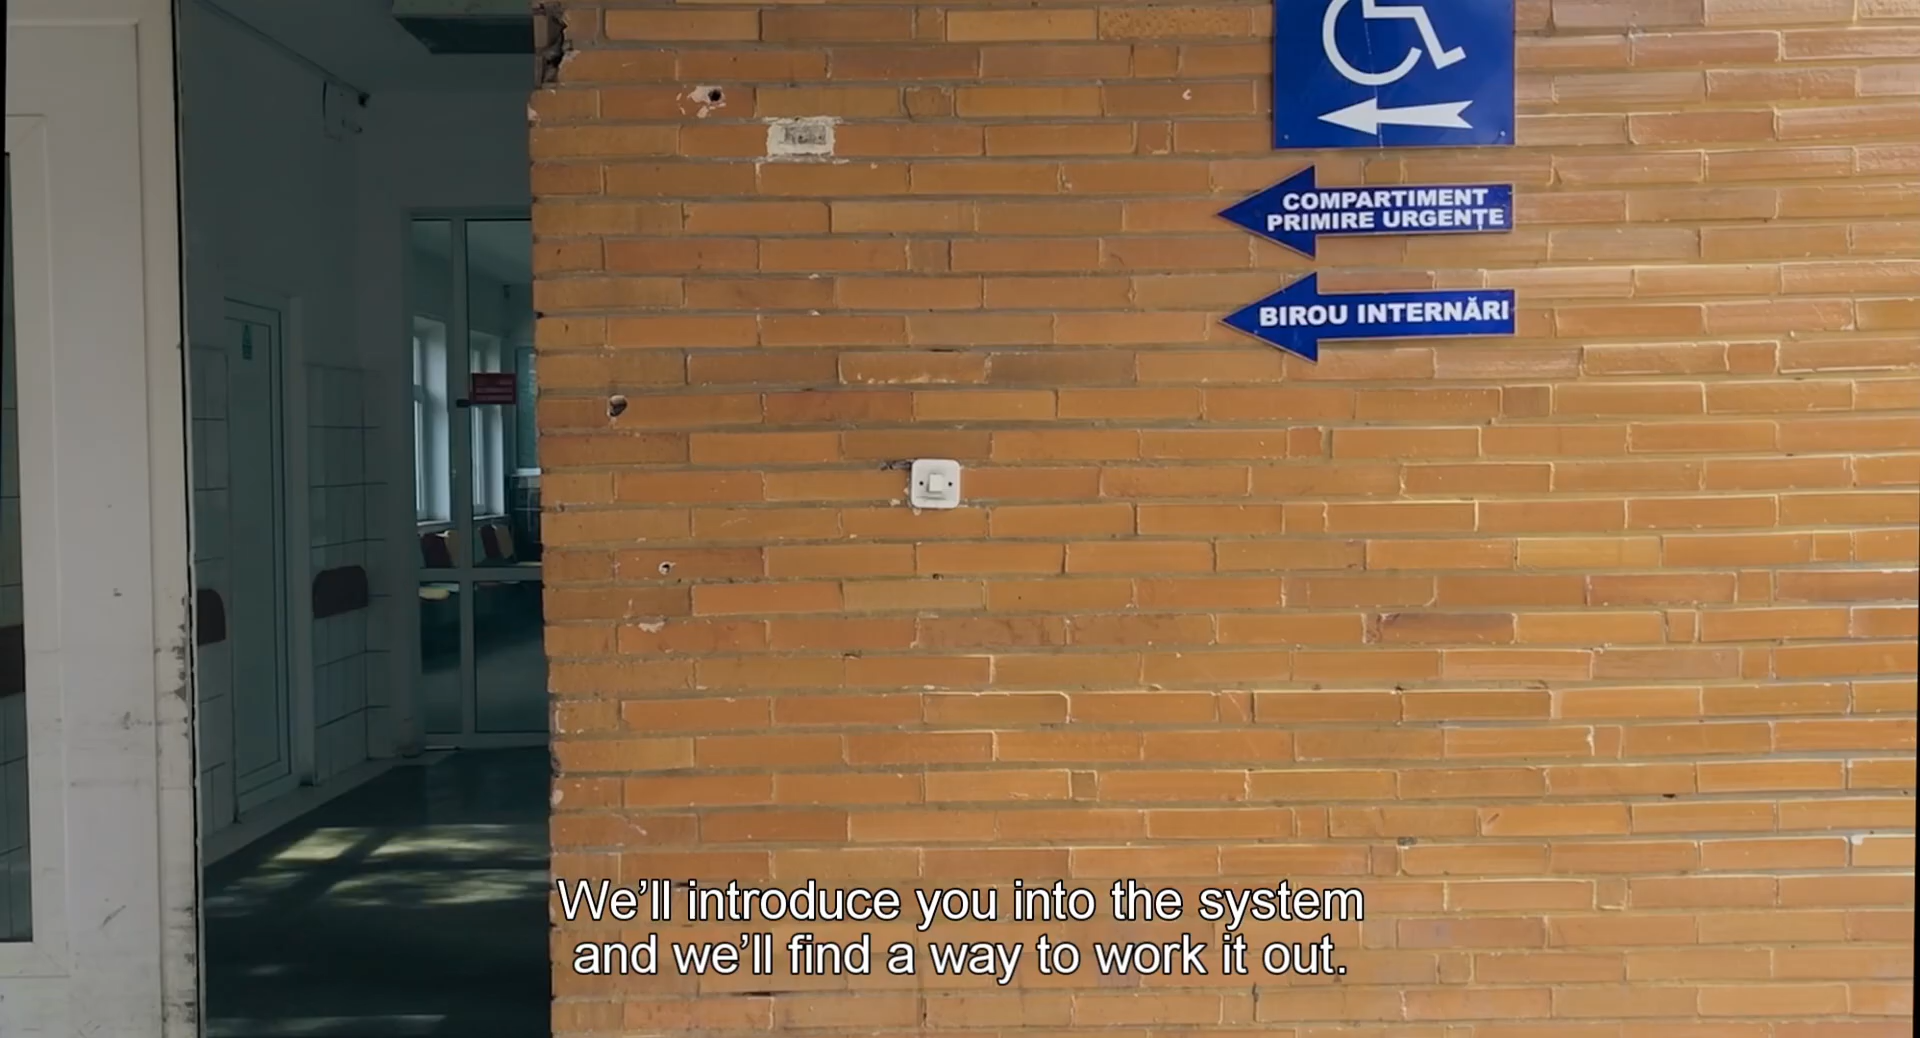 COMPARTIMENT
PRIMIRE URGENȚE
BIROU INTERNĂRI
We'll introduce you into the system
and we'll find a way to work it out.